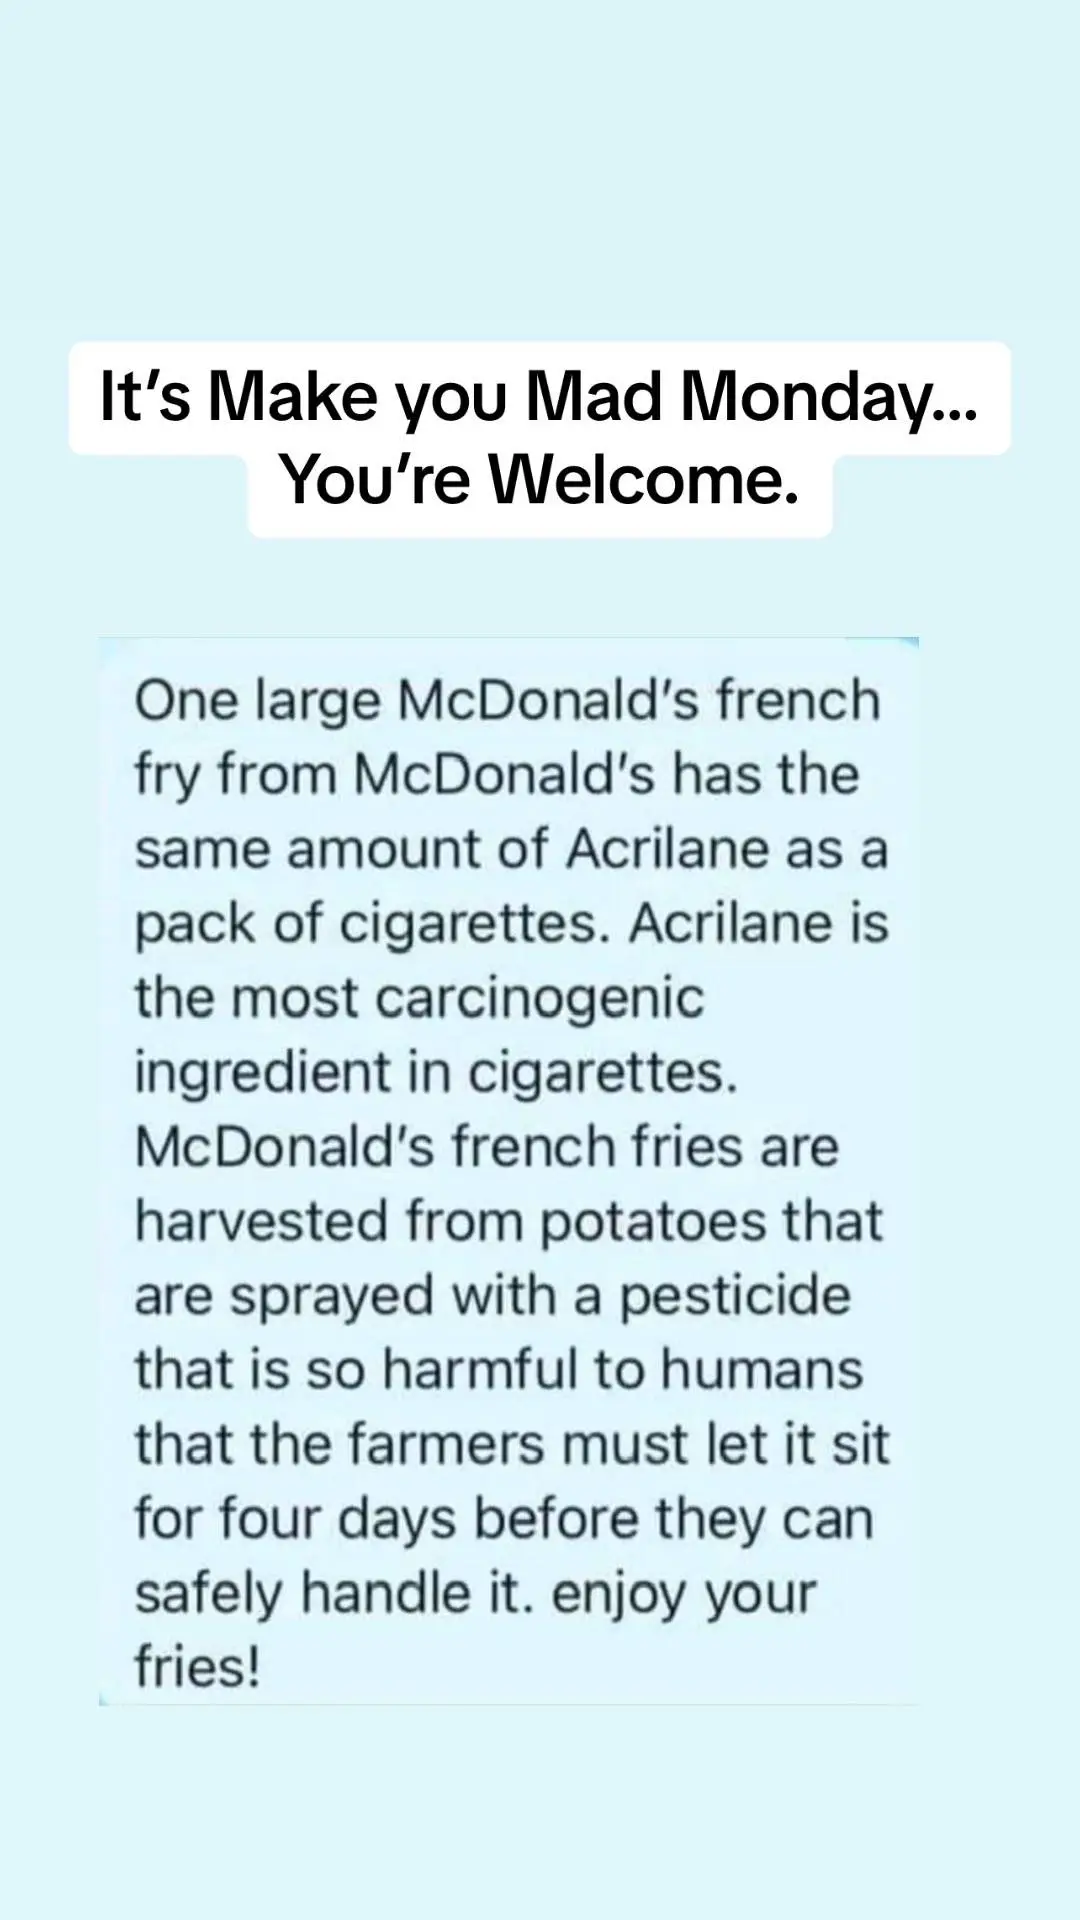 It's Make you Mad Monday...
You're Welcome.
One large McDonald's french
fry from McDonald's has the
same amount of Acrilane as a
pack of cigarettes. Acrilane is
the most carcinogenic
ingredient in cigarettes.
McDonald's french fries are
harvested from potatoes that
are sprayed with a pesticide
that is so harmful to humans
that the farmers must let it sit
for four days before they can
safely handle it. enjoy your
fries!